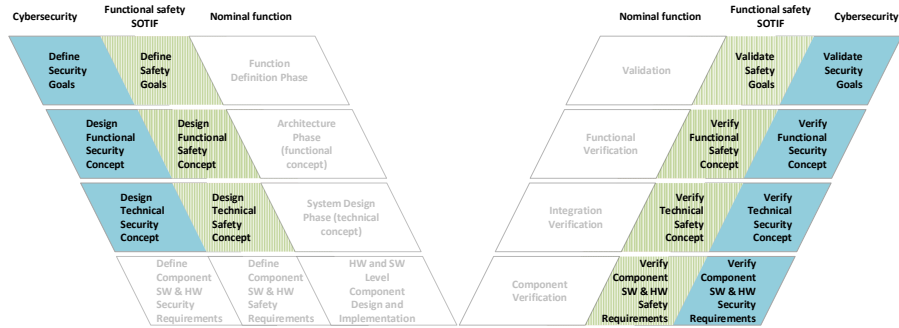 Cybersecurity
Functional safety
SOTIF
Nominal function
Define
Security
Goals
Define
Safety
Goals
Function
Definition Phase
Design
Functional
Security
Concept
Design
Functional
Safety
Concept
Architecture
Phase
(functional
concept)
Design
Technical
Security
Concept
Design
Technical
Safety
Concept
System Design
Phase (technical
concept)
Define
Component
SW & HW
Security
Requirements
Define
Component
SW & HW
Safety
Requirements
HW and SW
Level
Component
Design and
Implementation
Nominal function
Functional safety
SOTIF
Cybersecurity
Validation
Validate
Safety
Goals
Validate
Security
Goals
Functional
Verification
Verify
Functional
Safety
Concept
Verify
Functional
Security
Concept
Integration
Verification
Verify
Technical
Safety
Concept
Verify
Technical
Security
Concept
Component
Verification
Verify
Component
SW & HW
Safety
Requirements
Verify
Component
SW & HW
Security
Requirements